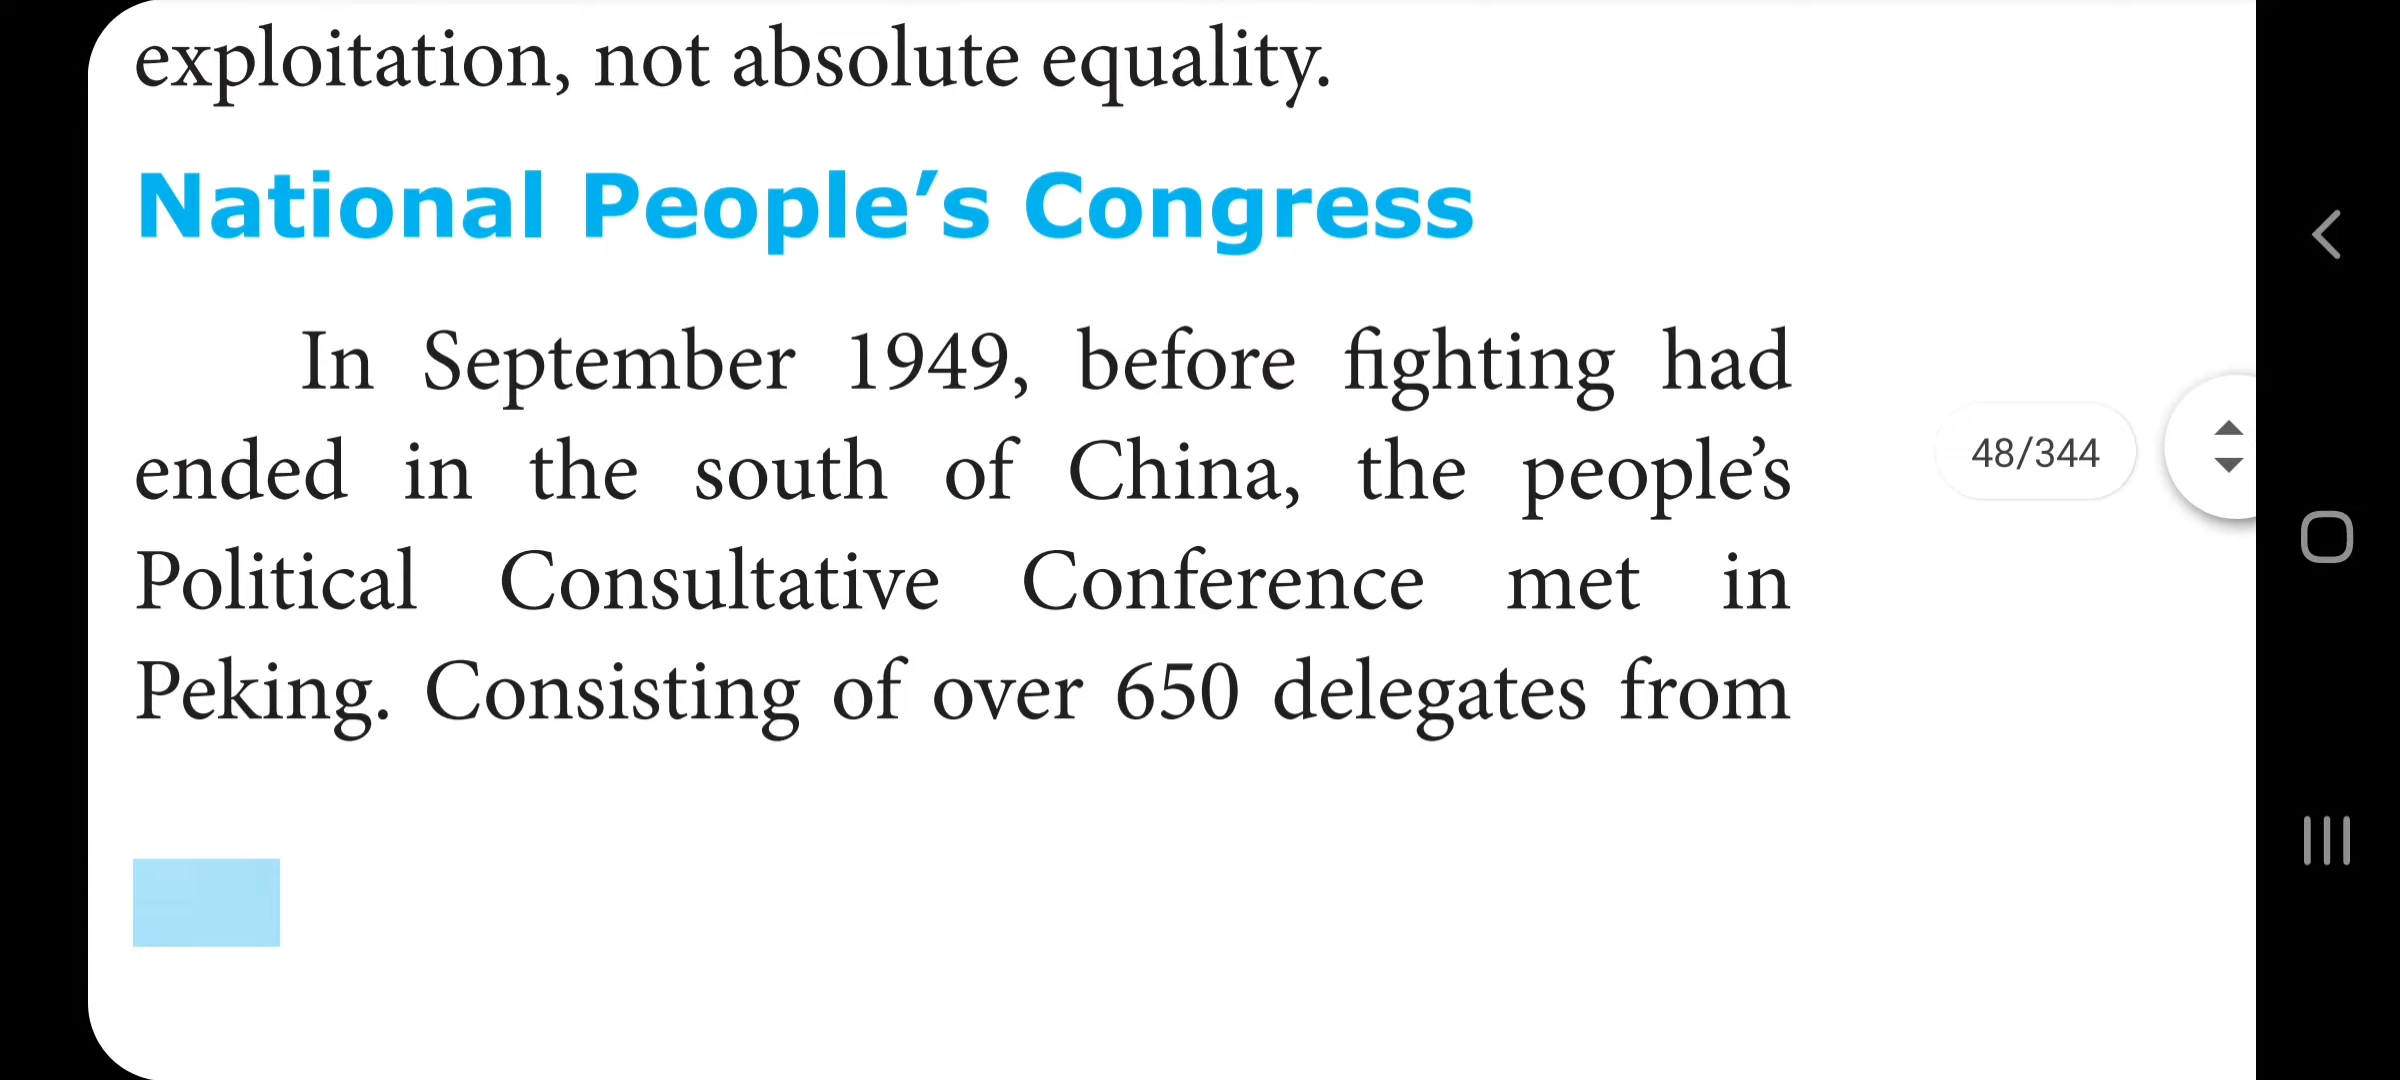 exploitation, not absolute equality.
National People’s Congress
In September 1949, before fighting had
ended in the south of China, the people’s
Political Consultative Conference met in
Peking. Consisting of over 650 delegates from
48/344